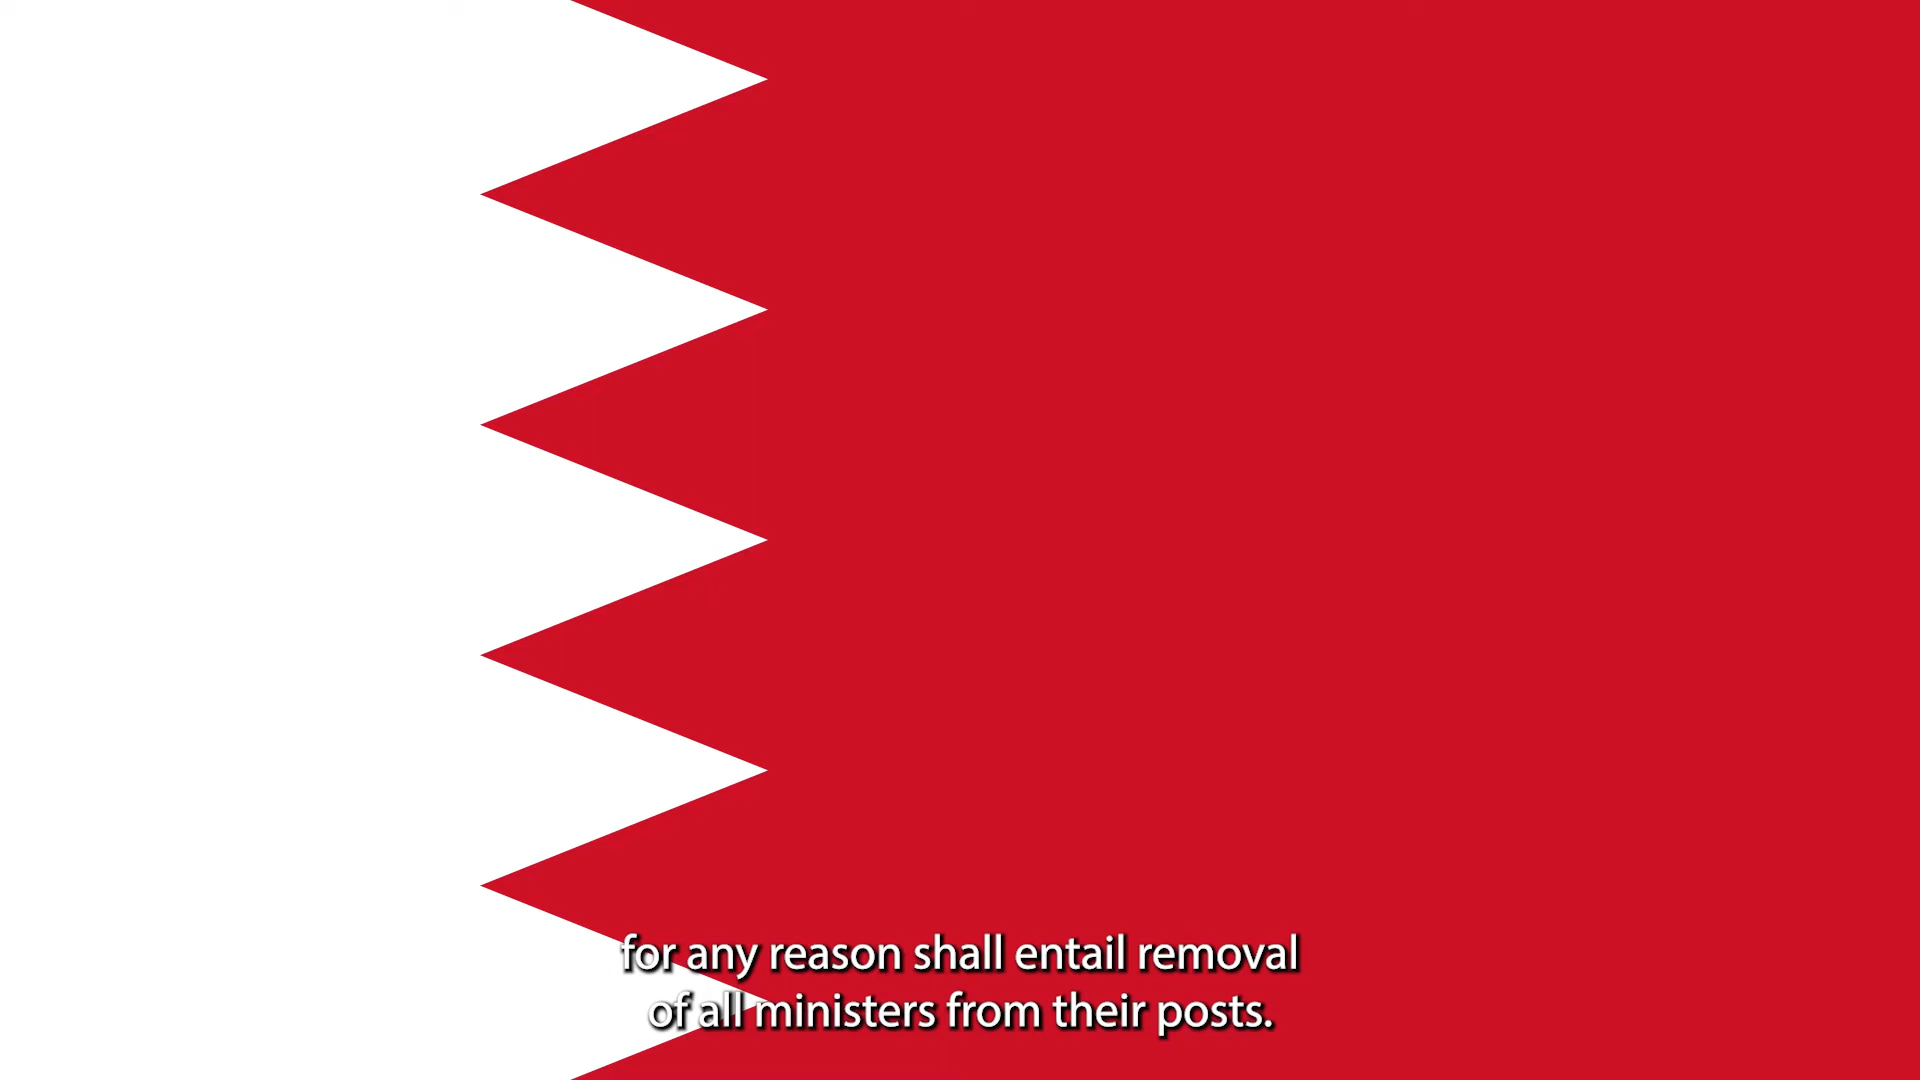 for any reason shall entail removal
of all ministers from their posts.